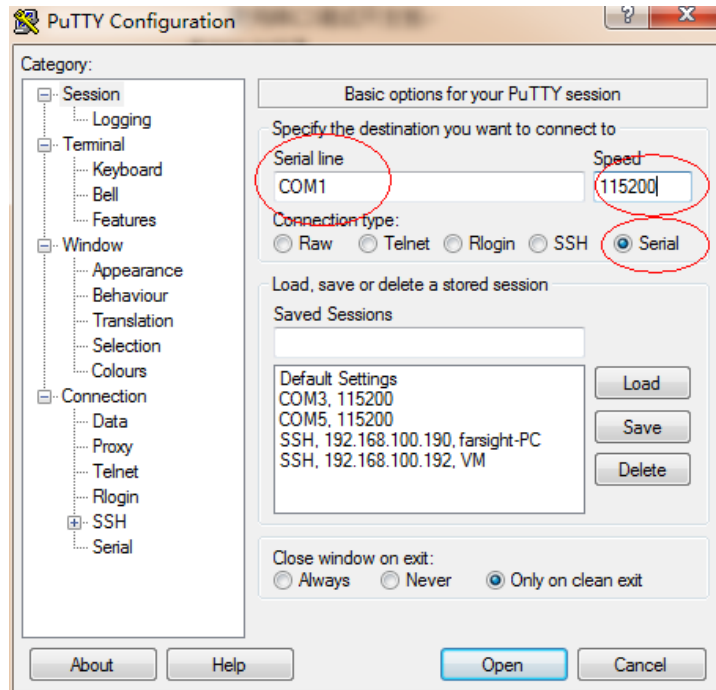 PuTTY Configuration
Category:
Session
Logging
Terminal
Keyboard
Bell
Features
Window
Appearance
Behaviour
Translation
Selection
Colours
Connection
Data
Proxy
Telnet
Rlogin
SSH
Serial
Basic options for your PuTTY session
Specify the destination you want to connect to
Serial line Speed
COM1 115200
Connection type:
Raw Telnet Rlogin SSH Serial
Load, save or delete a stored session
Saved Sessions
Default Settings
COM3, 115200
COM5, 115200
SSH, 192.168.100.190, farsight-PC
SSH, 192.168.100.192, VM
Load
Save
Delete
Close window on exit:
Always Never Only on clean exit
About Help Open Cancel